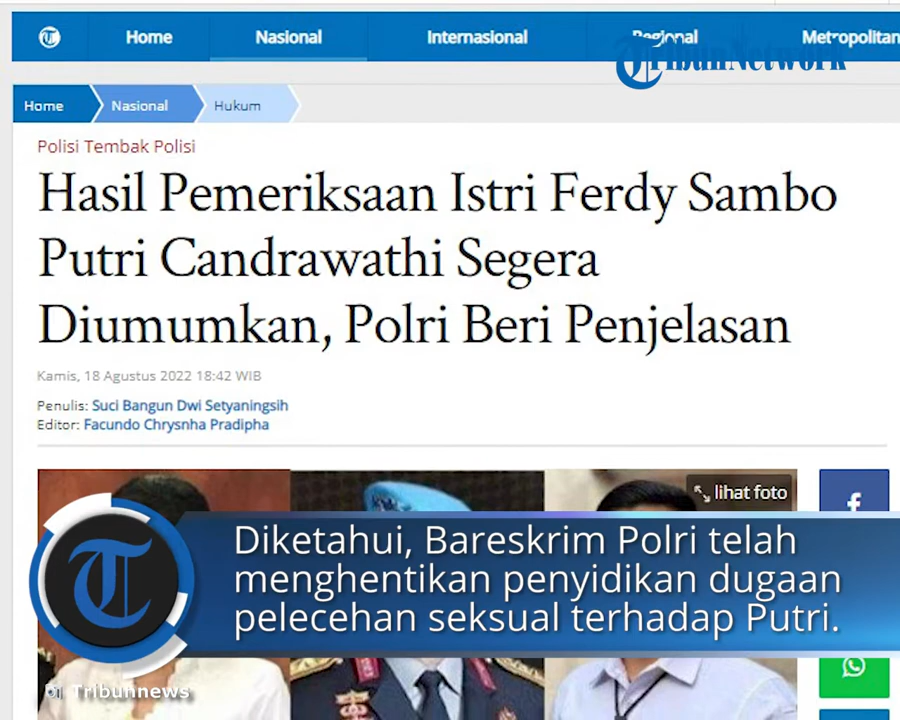 Home Nasional Internasional Regional Metropolitan
TribunNetwork
Home Nasional Hukum
Polisi Tembak Polisi
Hasil Pemeriksaan Istri Ferdy Sambo
Putri Candrawathi Segera
Diumumkan, Polri Beri Penjelasan
Kamis, 18 Agustus 2022 18:42 WIB
Penulis: Suci Bangun Dwi Setyaningsih
Editor: Facundo Chrysnha Pradipha
lihat foto
Diketahui, Bareskrim Polri telah
menghentikan penyidikan dugaan
pelecehan seksual terhadap Putri.
Tribunnews